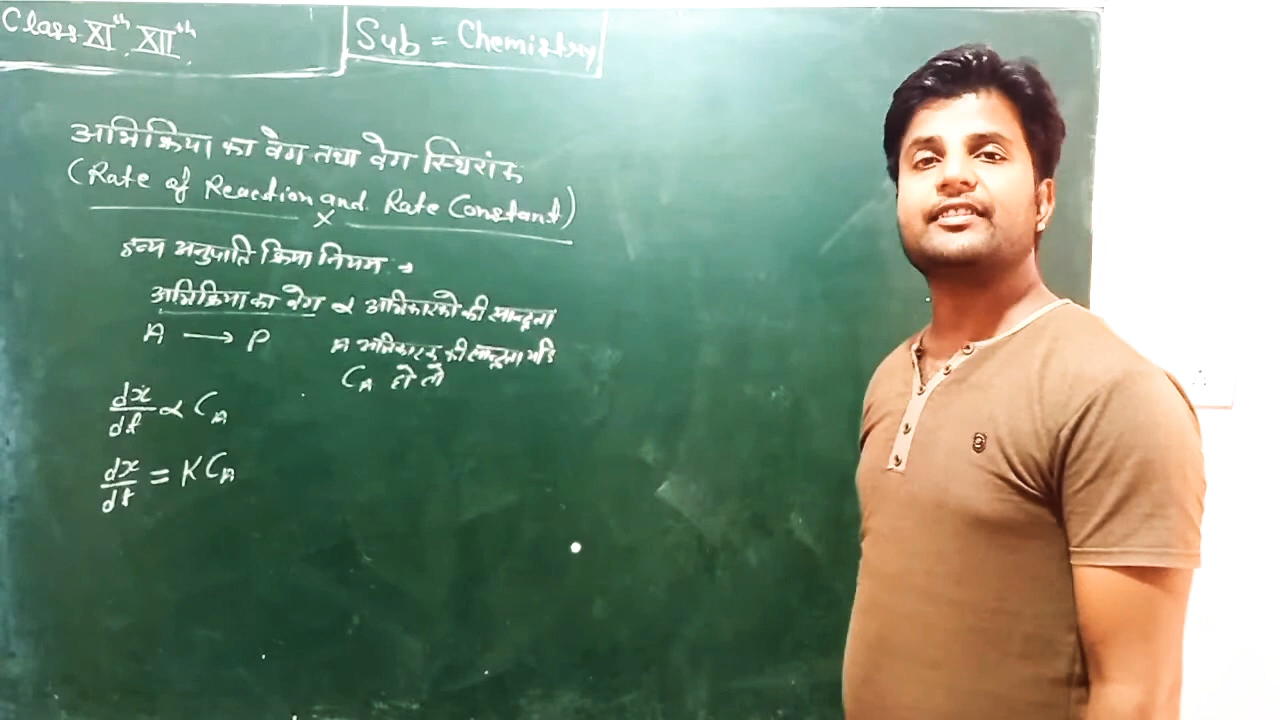 Class XIth, XIIth
Sub = Chemistry
अभिक्रिया का वेग तथा वेग स्थिरांक
(Rate of Reaction and Rate Constant)
द्रव्य अनुपाति क्रिया नियम →
अभिक्रिया का वेग ∝ अभिकारको की सान्द्रता
A ⟶ P
A अभिकारक की सान्द्रता यदि
CA हो तो
dx/dt ∝ CA
dx/dt = K CA